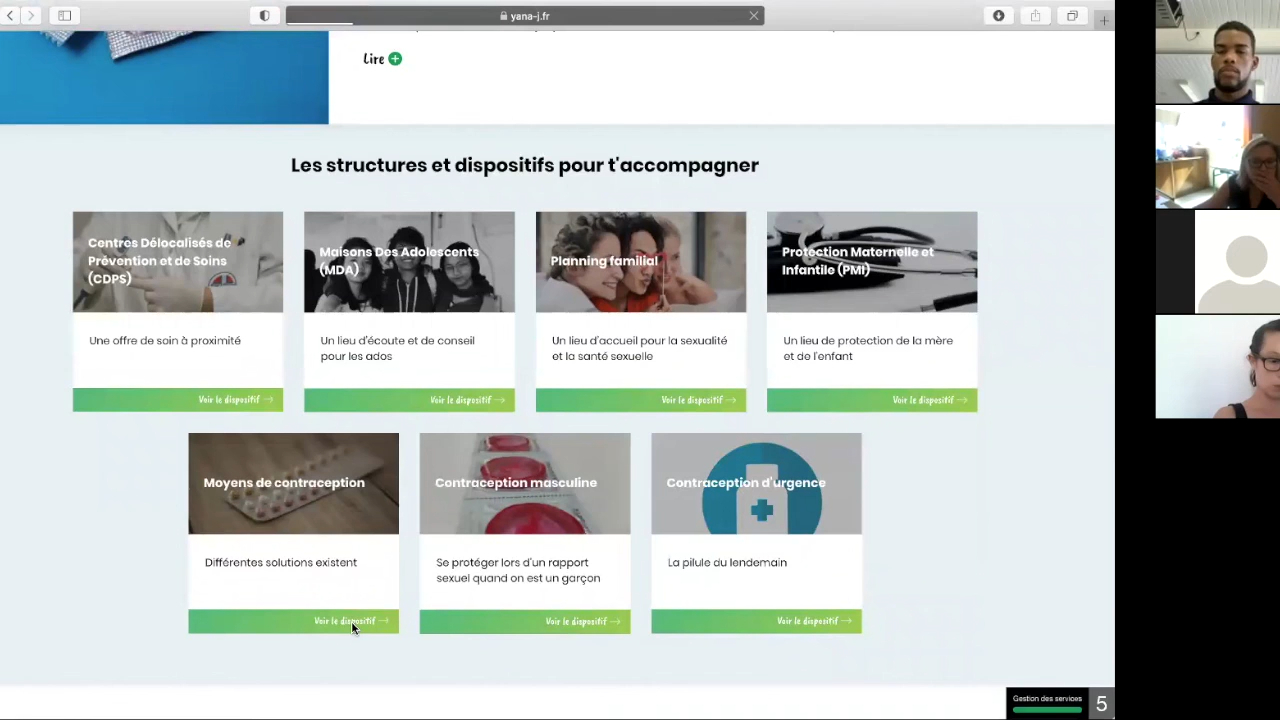 yana-j.fr
Lire
Les structures et dispositifs pour t'accompagner
Centres Délocalisés de
Prévention et de Soins
(CDPS)
Une offre de soin à proximité
Voir le dispositif →
Maisons Des Adolescents
(MDA)
Un lieu d'écoute et de conseil
pour les ados
Voir le dispositif →
Planning familial
Un lieu d'accueil pour la sexualité
et la santé sexuelle
Voir le dispositif →
Protection Maternelle et
Infantile (PMI)
Un lieu de protection de la mère
et de l'enfant
Voir le dispositif →
Moyens de contraception
Différentes solutions existent
Voir le dispositif →
Contraception masculine
Se protéger lors d'un rapport
sexuel quand on est un garçon
Voir le dispositif →
Contraception d'urgence
La pilule du lendemain
Voir le dispositif →
Gestion des services
5